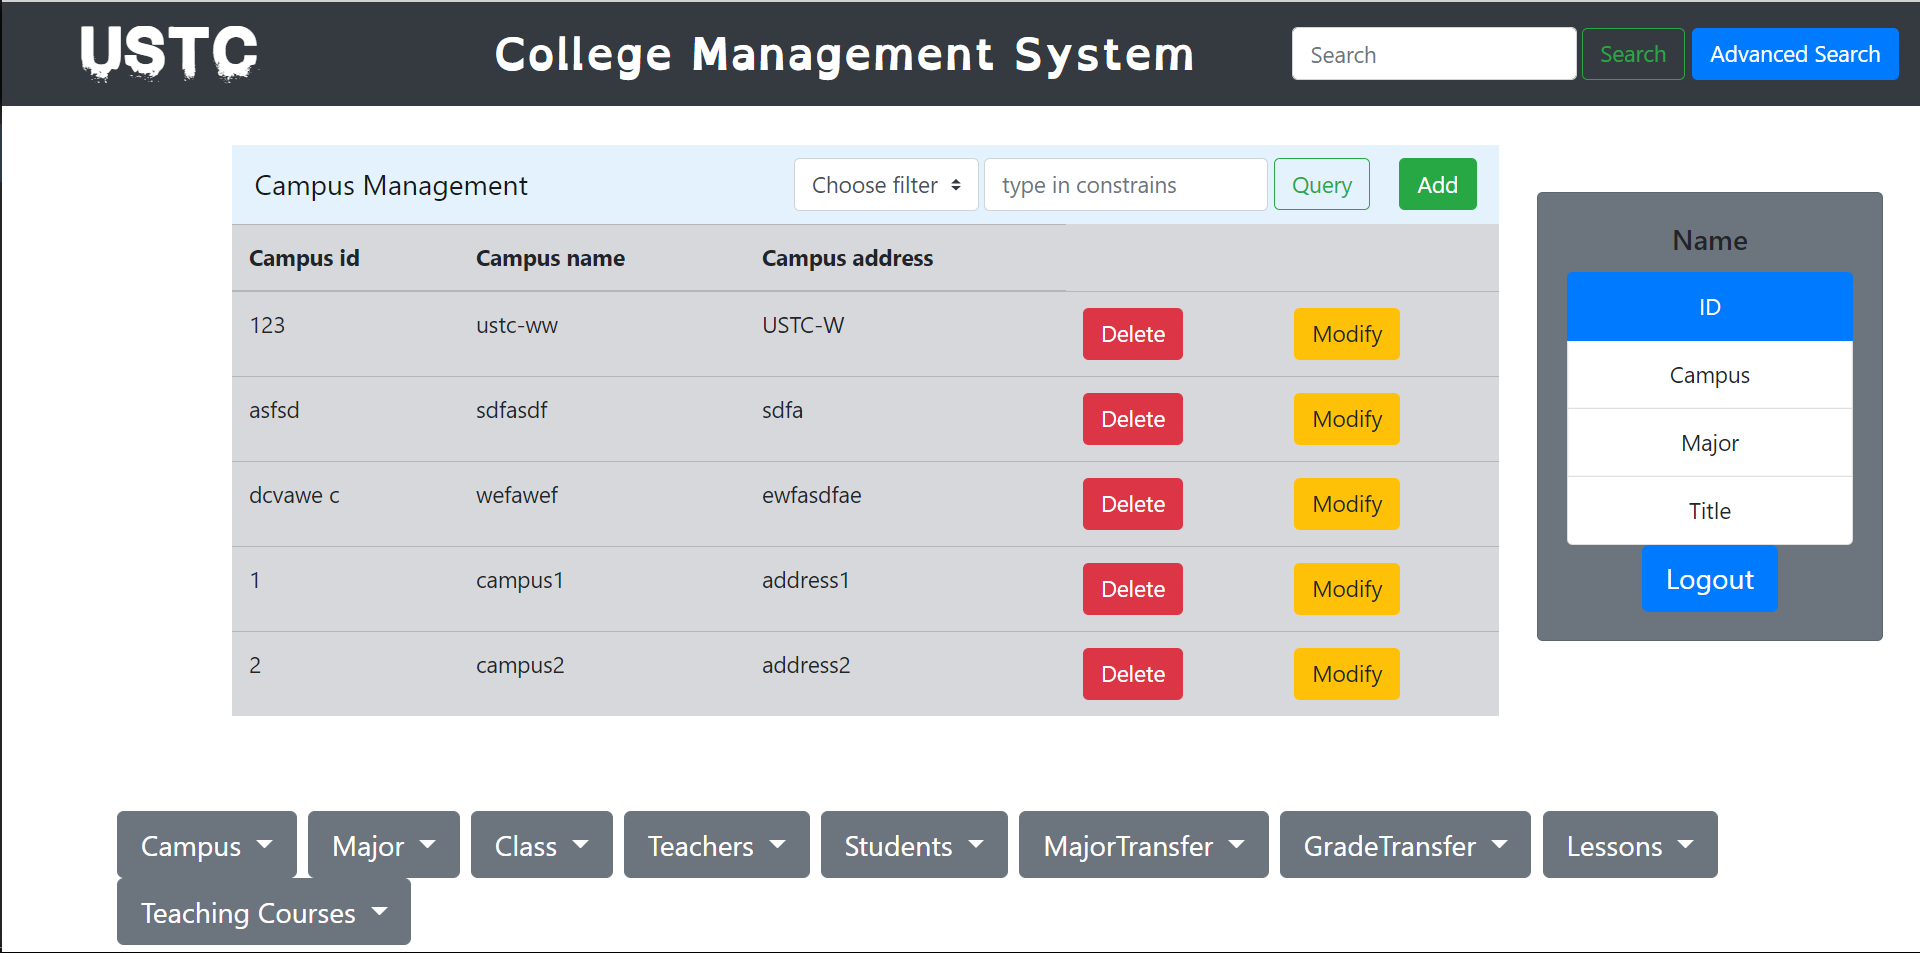 USTC College Management System Search Search Advanced Search
Campus Management Choose filter type in constrains Query Add
Campus id Campus name Campus address
123 ustc-ww USTC-W Delete Modify
asfsd sdfasdf sdfa Delete Modify
dcvawe c wefawef ewfasdfae Delete Modify
1 campus1 address1 Delete Modify
2 campus2 address2 Delete Modify
Name
ID
Campus
Major
Title
Logout
Campus Major Class Teachers Students MajorTransfer GradeTransfer Lessons
Teaching Courses